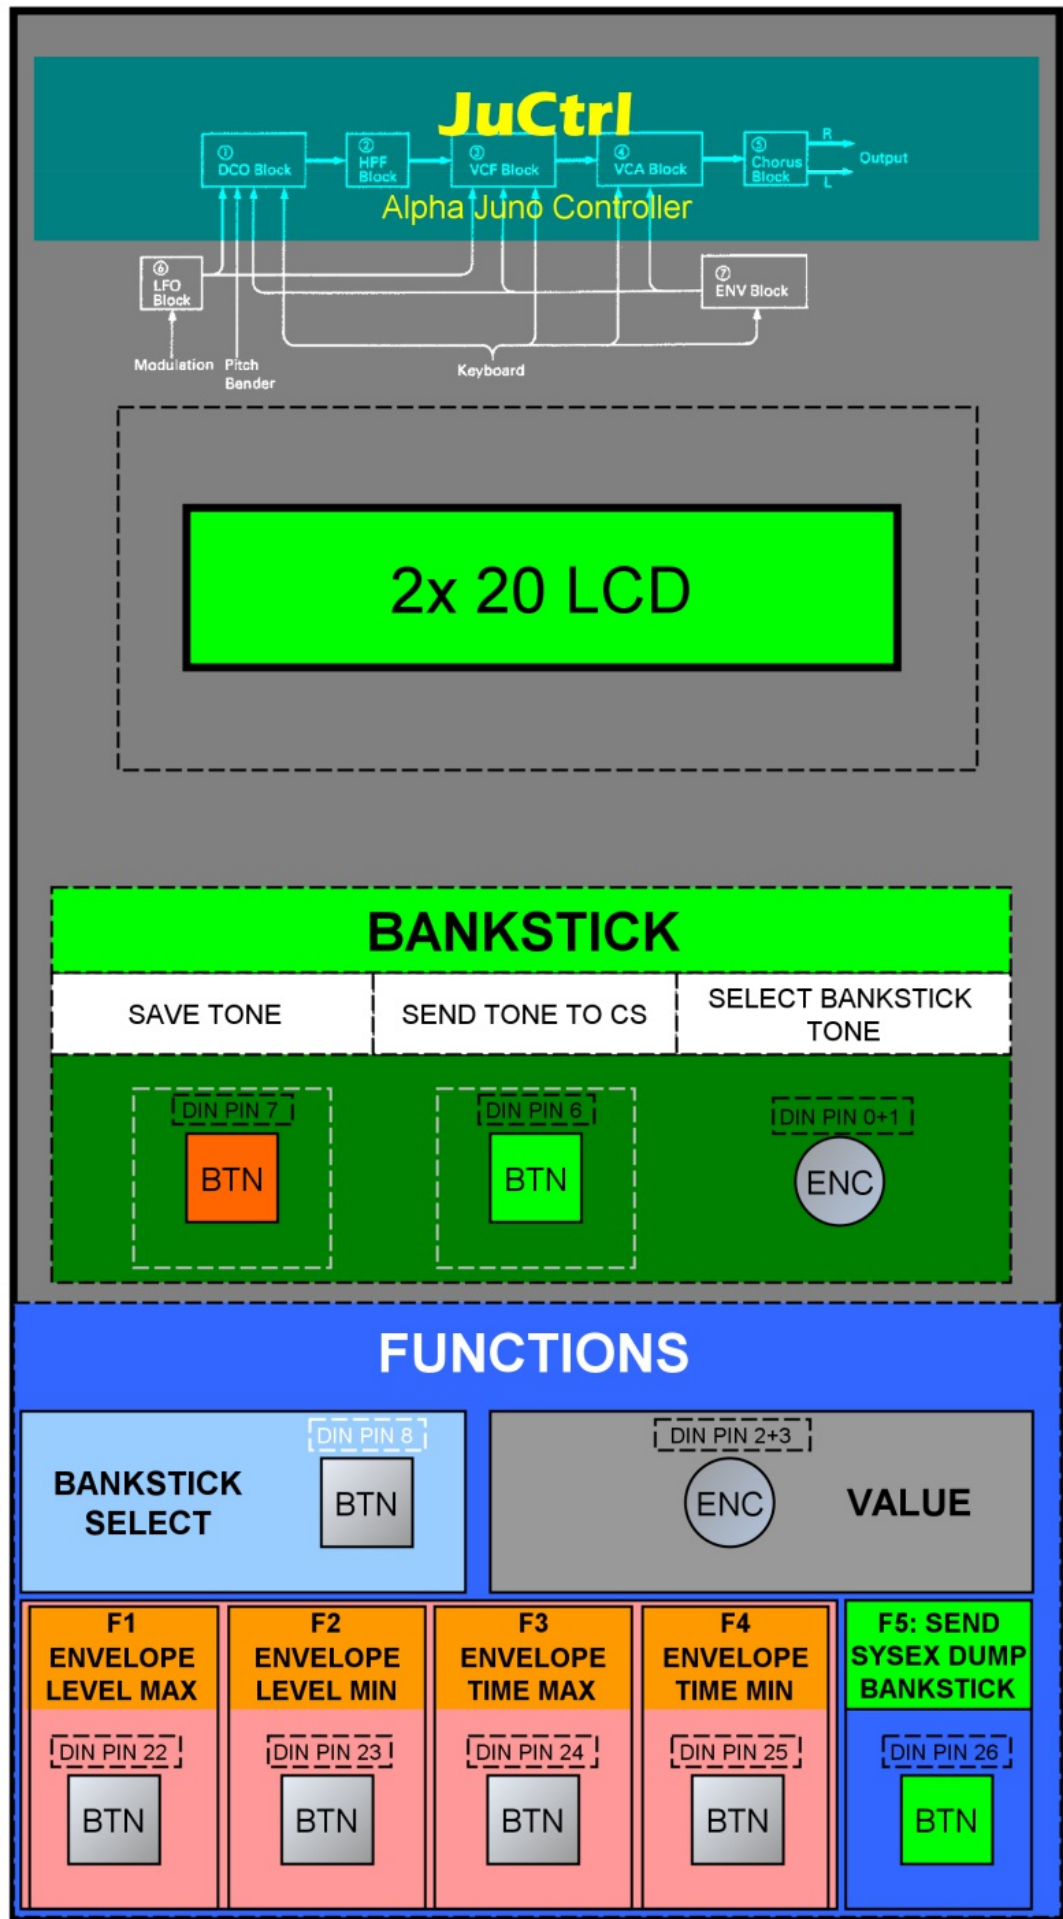 JuCtrl
① DCO Block
② HPF Block
③ VCF Block
④ VCA Block
⑤ Chorus Block
R
Output
L
Alpha Juno Controller
⑥ LFO Block
⑦ ENV Block
Modulation
Pitch Bender
Keyboard
2x 20 LCD
BANKSTICK
SAVE TONE
SEND TONE TO CS
SELECT BANKSTICK
TONE
DIN PIN 7
BTN
DIN PIN 6
BTN
DIN PIN 0+1
ENC
FUNCTIONS
BANKSTICK
SELECT
DIN PIN 8
BTN
DIN PIN 2+3
ENC
VALUE
F1
ENVELOPE
LEVEL MAX
DIN PIN 22
BTN
F2
ENVELOPE
LEVEL MIN
DIN PIN 23
BTN
F3
ENVELOPE
TIME MAX
DIN PIN 24
BTN
F4
ENVELOPE
TIME MIN
DIN PIN 25
BTN
F5: SEND
SYSEX DUMP
BANKSTICK
DIN PIN 26
BTN